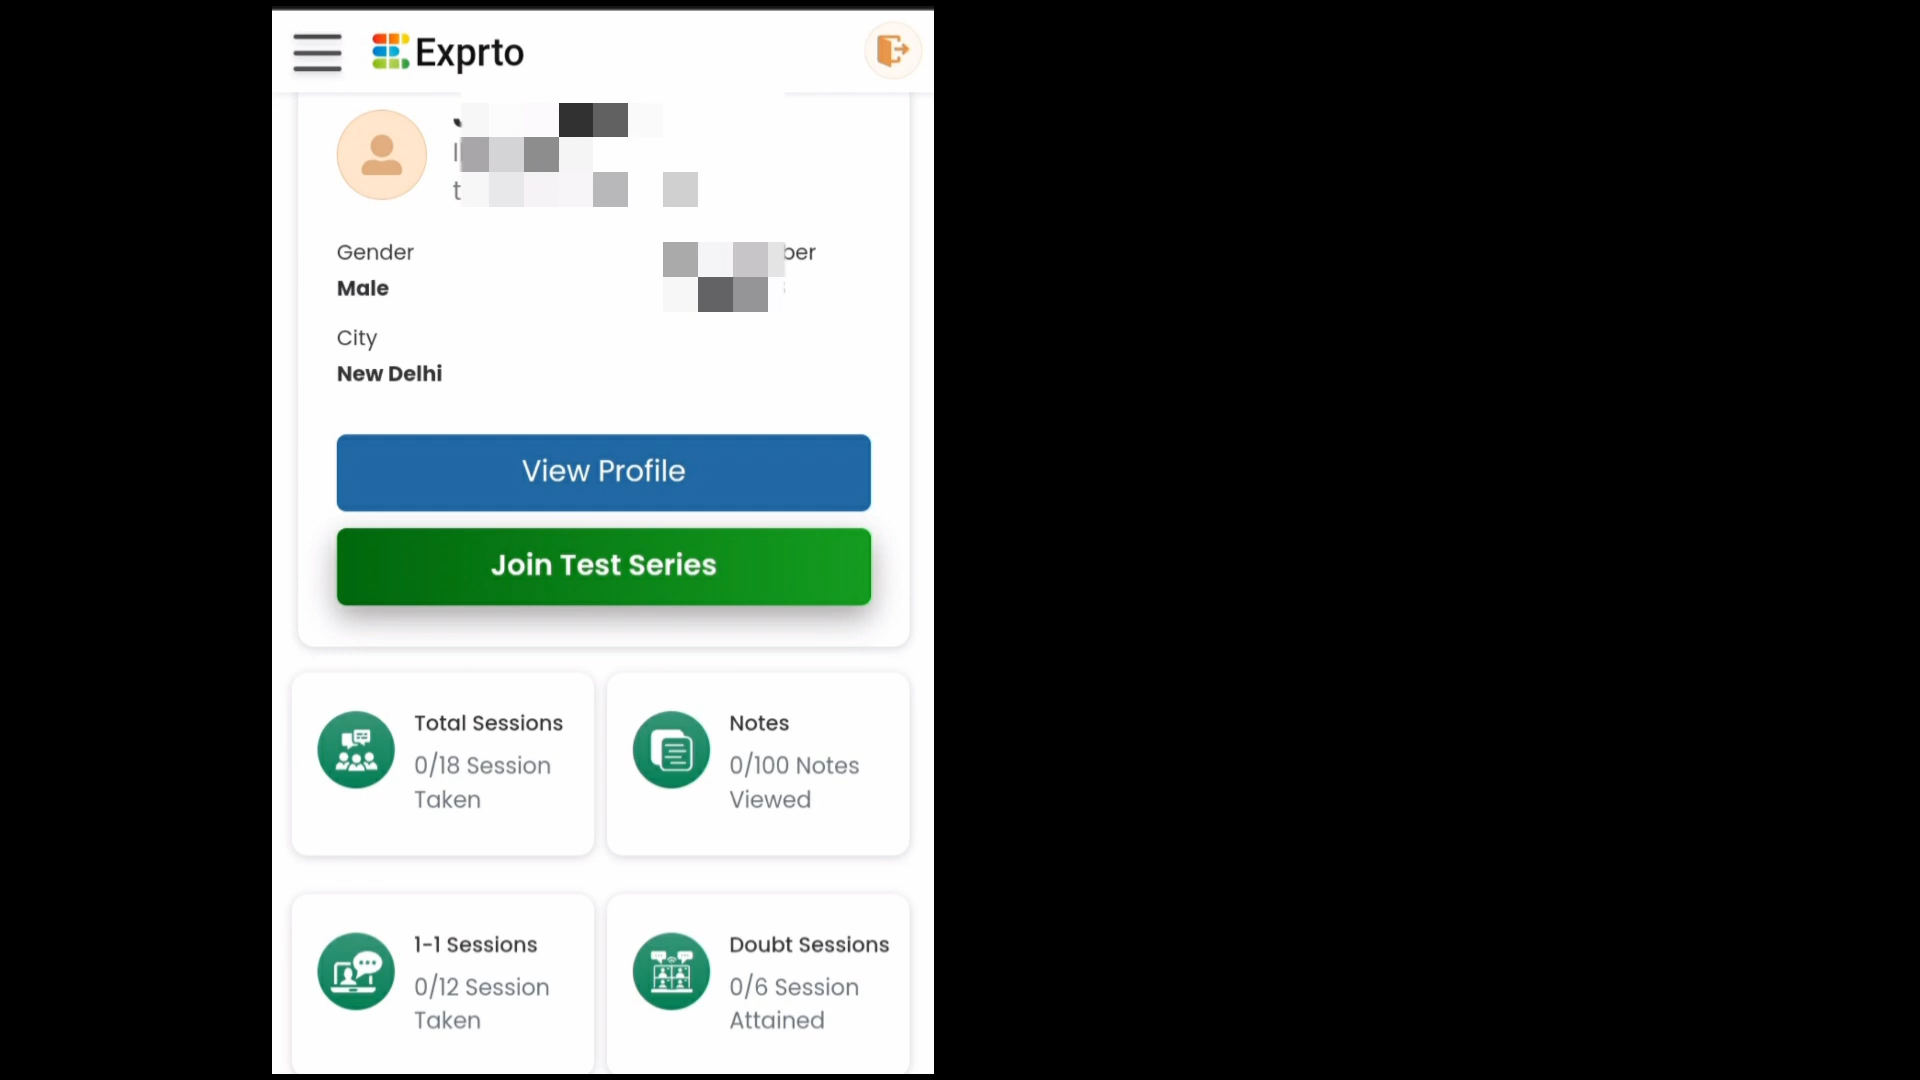 Exprto
Gender
Male
City
New Delhi
View Profile
Join Test Series
Total Sessions
0/18 Session
Taken
Notes
0/100 Notes
Viewed
1-1 Sessions
0/12 Session
Taken
Doubt Sessions
0/6 Session
Attained